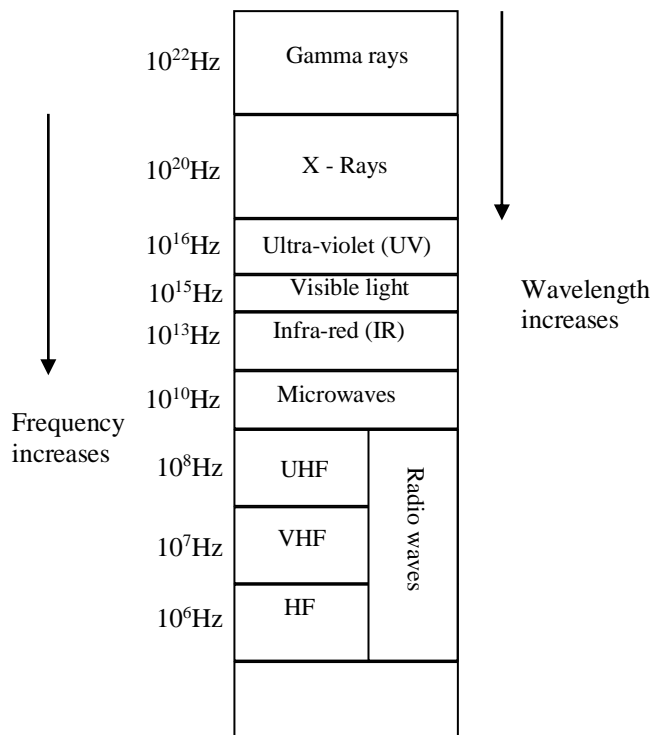 10²²Hz
Gamma rays
10²⁰Hz
X - Rays
10¹⁶Hz
Ultra-violet (UV)
10¹⁵Hz
Visible light
Wavelength
increases
10¹³Hz
Infra-red (IR)
10¹⁰Hz
Microwaves
Frequency
increases
10⁸Hz
UHF
Radio waves
10⁷Hz
VHF
10⁶Hz
HF